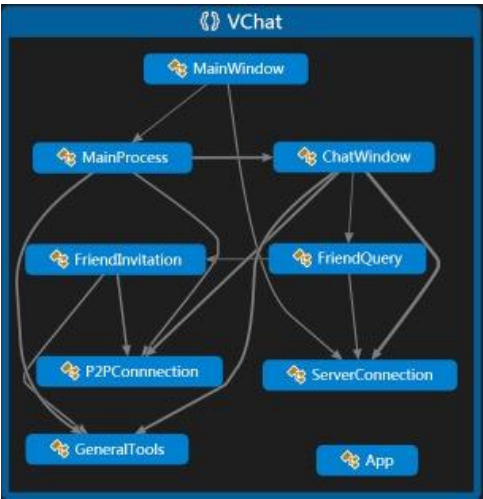 VChat
MainWindow
MainProcess
ChatWindow
FriendInvitation
FriendQuery
P2PConnnection
ServerConnection
GeneralTools
App